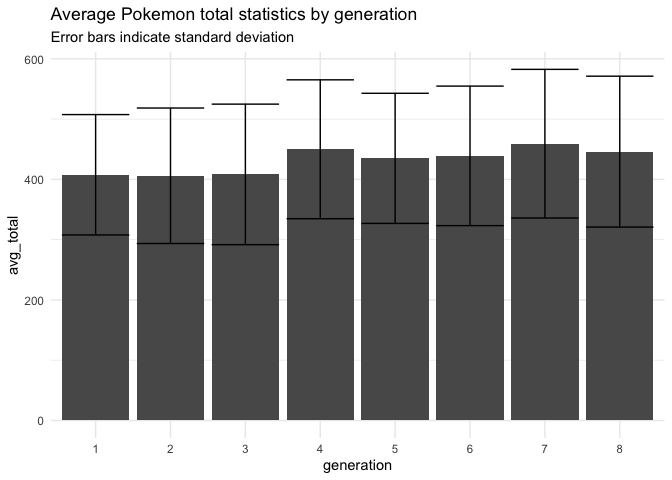 Average Pokemon total statistics by generation
Error bars indicate standard deviation
600
400
200
0
avg_total
1 2 3 4 5 6 7 8
generation